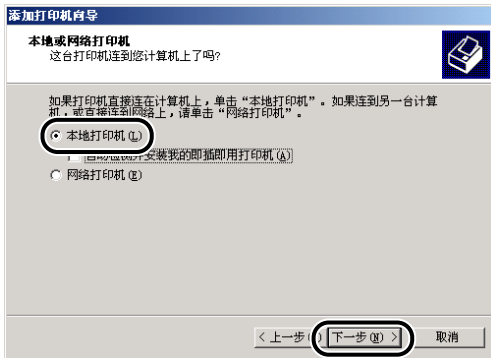 添加打印机向导
本地或网络打印机
这台打印机连到您计算机上了吗?
如果打印机直接连在计算机上，单击“本地打印机”。如果连到另一台计算
机，或直接连到网络上，请单击“网络打印机”。
本地打印机(L)
自动检测并安装我的即插即用打印机(A)
网络打印机(E)
< 上一步(
下一步(N) >
取消